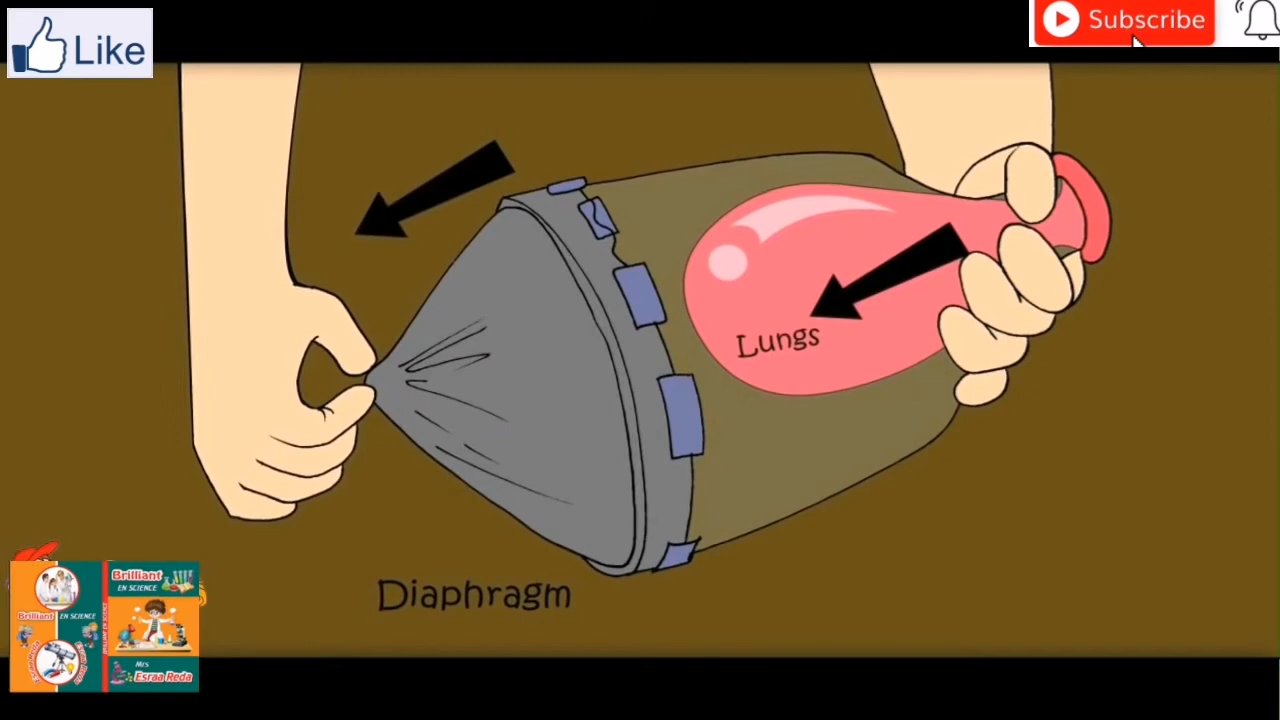 Like
Subscribe
Lungs
Diaphragm
Brilliant
EN SCIENCE
Brilliant EN SCIENCE
Mrs
Esraa Reda